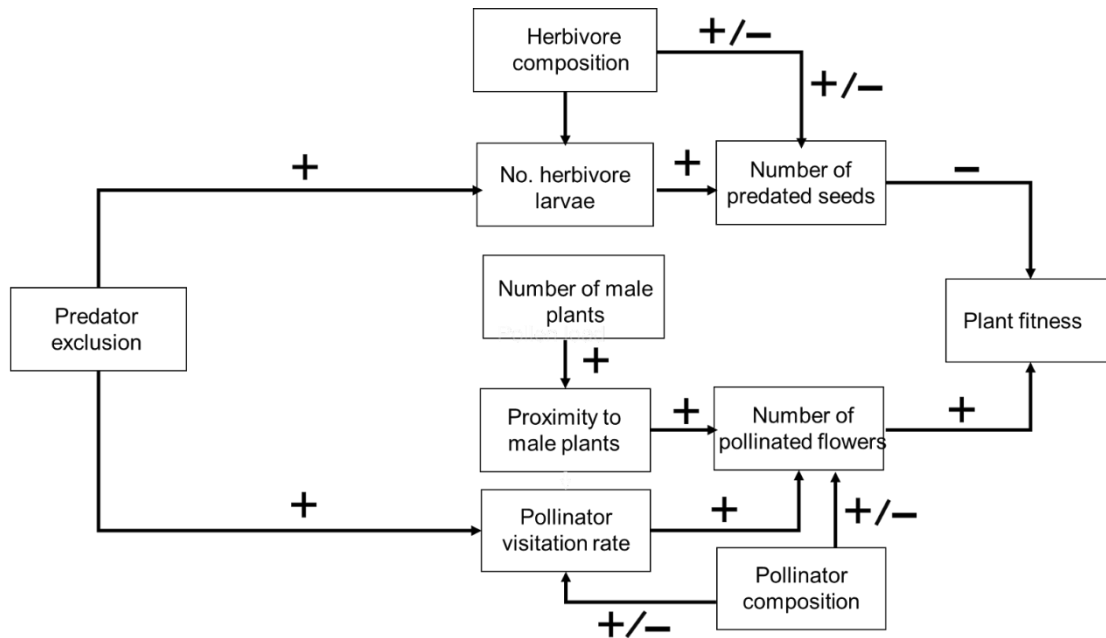 Herbivore
composition
+/−
+/−
+
No. herbivore
larvae
+
Number of
predated seeds
−
Number of male
plants
Predator
exclusion
Plant fitness
+
Proximity to
male plants
+
Number of
pollinated flowers
+
+
Pollinator
visitation rate
+
+/−
Pollinator
composition
+/−